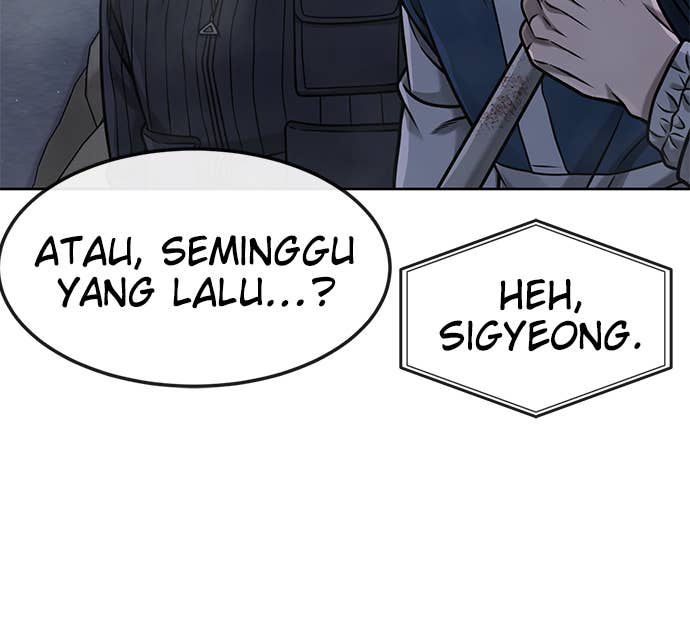 ATAU, SEMINGGU
YANG LALU...?
HEH,
SIGYEONG.